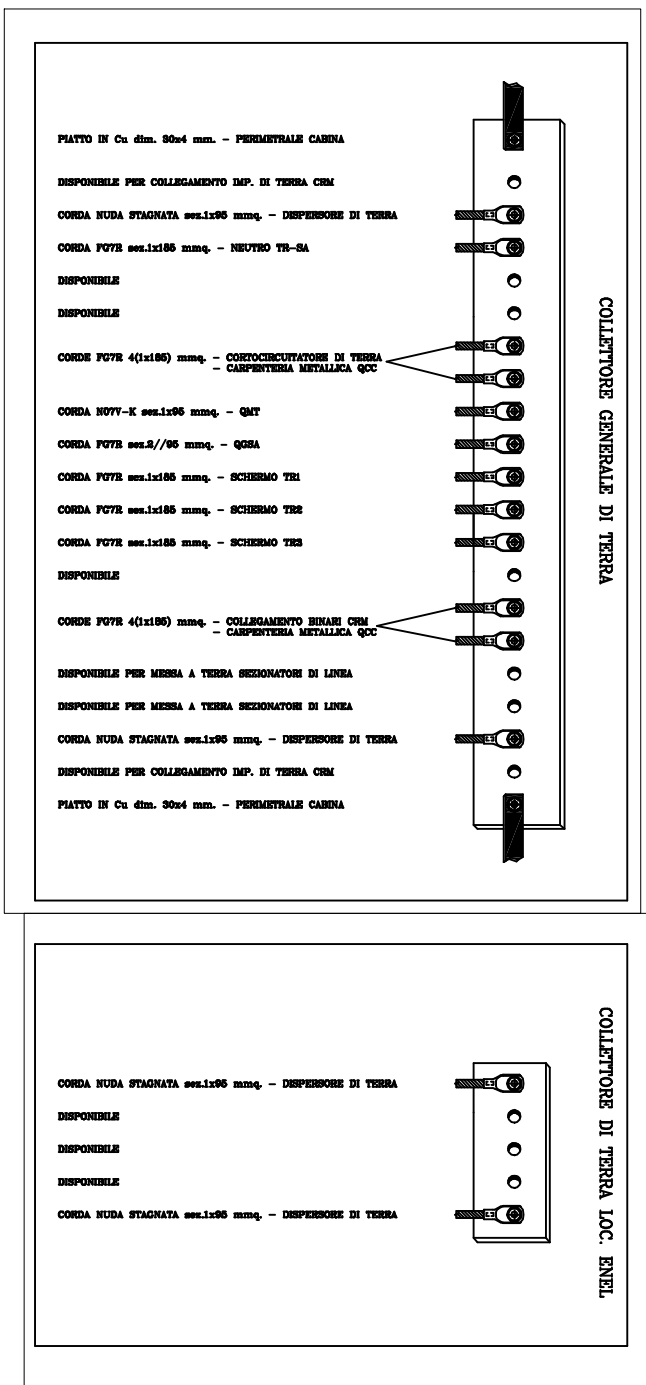 PIATTO IN Cu dim. 30x4 mm. - PERIMETRALE CABINA
DISPONIBILE PER COLLEGAMENTO IMP. DI TERRA CRM
CORDA NUDA STAGNATA sez.1x95 mmq. - DISPERSORE DI TERRA
CORDA FG7R sez.1x185 mmq. - NEUTRO TR-SA
DISPONIBILE
DISPONIBILE
CORDE FG7R 4(1x185) mmq. - CORTOCIRCUITATORE DI TERRA
- CARPENTERIA METALLICA QCC
CORDA N07V-K sez.1x95 mmq. - QMT
CORDA FG7R sez.2//95 mmq. - QGSA
CORDA FG7R sez.1x185 mmq. - SCHERMO TR1
CORDA FG7R sez.1x185 mmq. - SCHERMO TR2
CORDA FG7R sez.1x185 mmq. - SCHERMO TR3
DISPONIBILE
CORDE FG7R 4(1x185) mmq. - COLLEGAMENTO BINARI CRM
- CARPENTERIA METALLICA QCC
DISPONIBILE PER MESSA A TERRA SEZIONATORI DI LINEA
DISPONIBILE PER MESSA A TERRA SEZIONATORI DI LINEA
CORDA NUDA STAGNATA sez.1x95 mmq. - DISPERSORE DI TERRA
DISPONIBILE PER COLLEGAMENTO IMP. DI TERRA CRM
PIATTO IN Cu dim. 30x4 mm. - PERIMETRALE CABINA
COLLETTORE GENERALE DI TERRA
CORDA NUDA STAGNATA sez.1x95 mmq. - DISPERSORE DI TERRA
DISPONIBILE
DISPONIBILE
DISPONIBILE
CORDA NUDA STAGNATA sez.1x95 mmq. - DISPERSORE DI TERRA
COLLETTORE DI TERRA LOC. ENEL